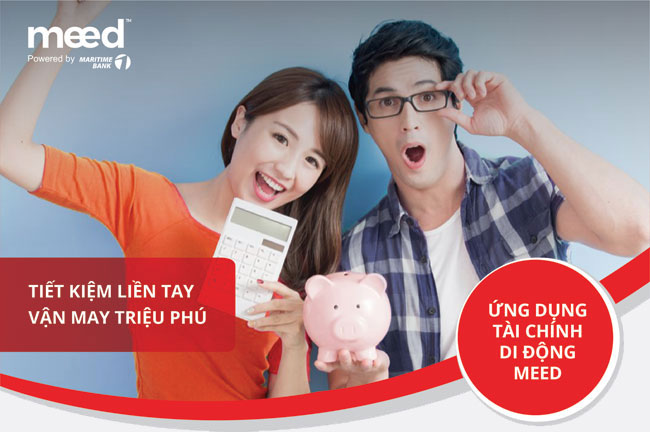 meed™
Powered by MARITIME BANK
TIẾT KIỆM LIỀN TAY
VẬN MAY TRIỆU PHÚ
ỨNG DỤNG
TÀI CHÍNH
DI ĐỘNG
MEED